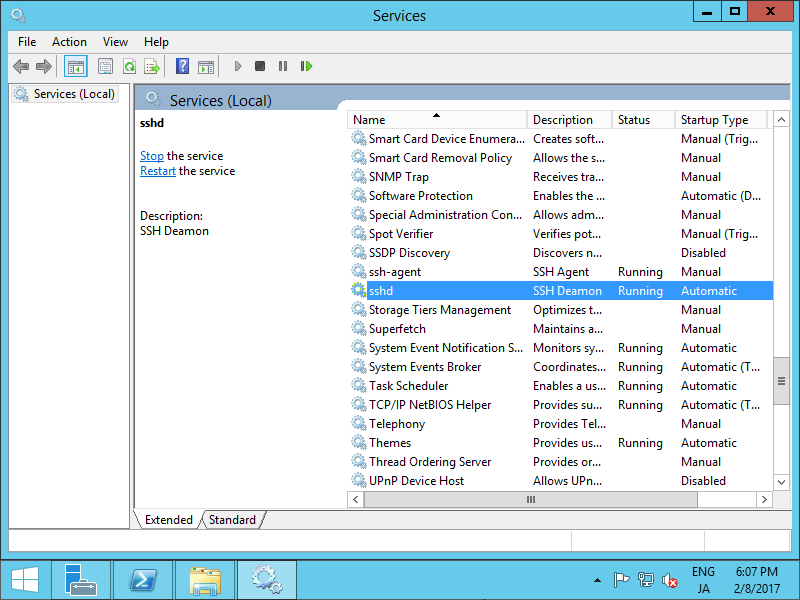 Services
File Action View Help
Services (Local)
Services (Local)
sshd
Stop the service
Restart the service
Description:
SSH Deamon
Name Description Status Startup Type
Smart Card Device Enumera... Creates soft... Manual (Trig...
Smart Card Removal Policy Allows the s... Manual
SNMP Trap Receives tra... Manual
Software Protection Enables the ... Automatic (D...
Special Administration Con... Allows adm... Manual
Spot Verifier Verifies pot... Manual (Trig...
SSDP Discovery Discovers n... Disabled
ssh-agent SSH Agent Running Manual
sshd SSH Deamon Running Automatic
Storage Tiers Management Optimizes t... Manual
Superfetch Maintains a... Manual
System Event Notification S... Monitors sy... Running Automatic
System Events Broker Coordinates... Running Automatic (T...
Task Scheduler Enables a us... Running Automatic
TCP/IP NetBIOS Helper Provides su... Running Automatic (T...
Telephony Provides Tel... Manual
Themes Provides us... Running Automatic
Thread Ordering Server Provides or... Manual
UPnP Device Host Allows UPn... Disabled
Extended Standard
ENG 6:07 PM
JA 2/8/2017